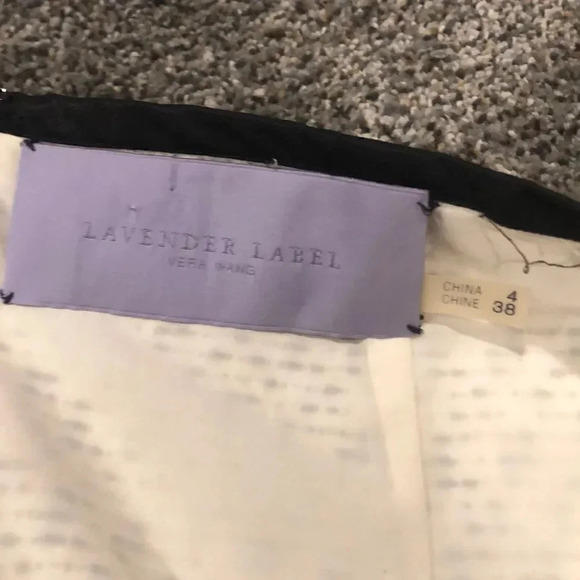 LAVENDER LABEL
VERA WANG
CHINA 4
CHINE 38